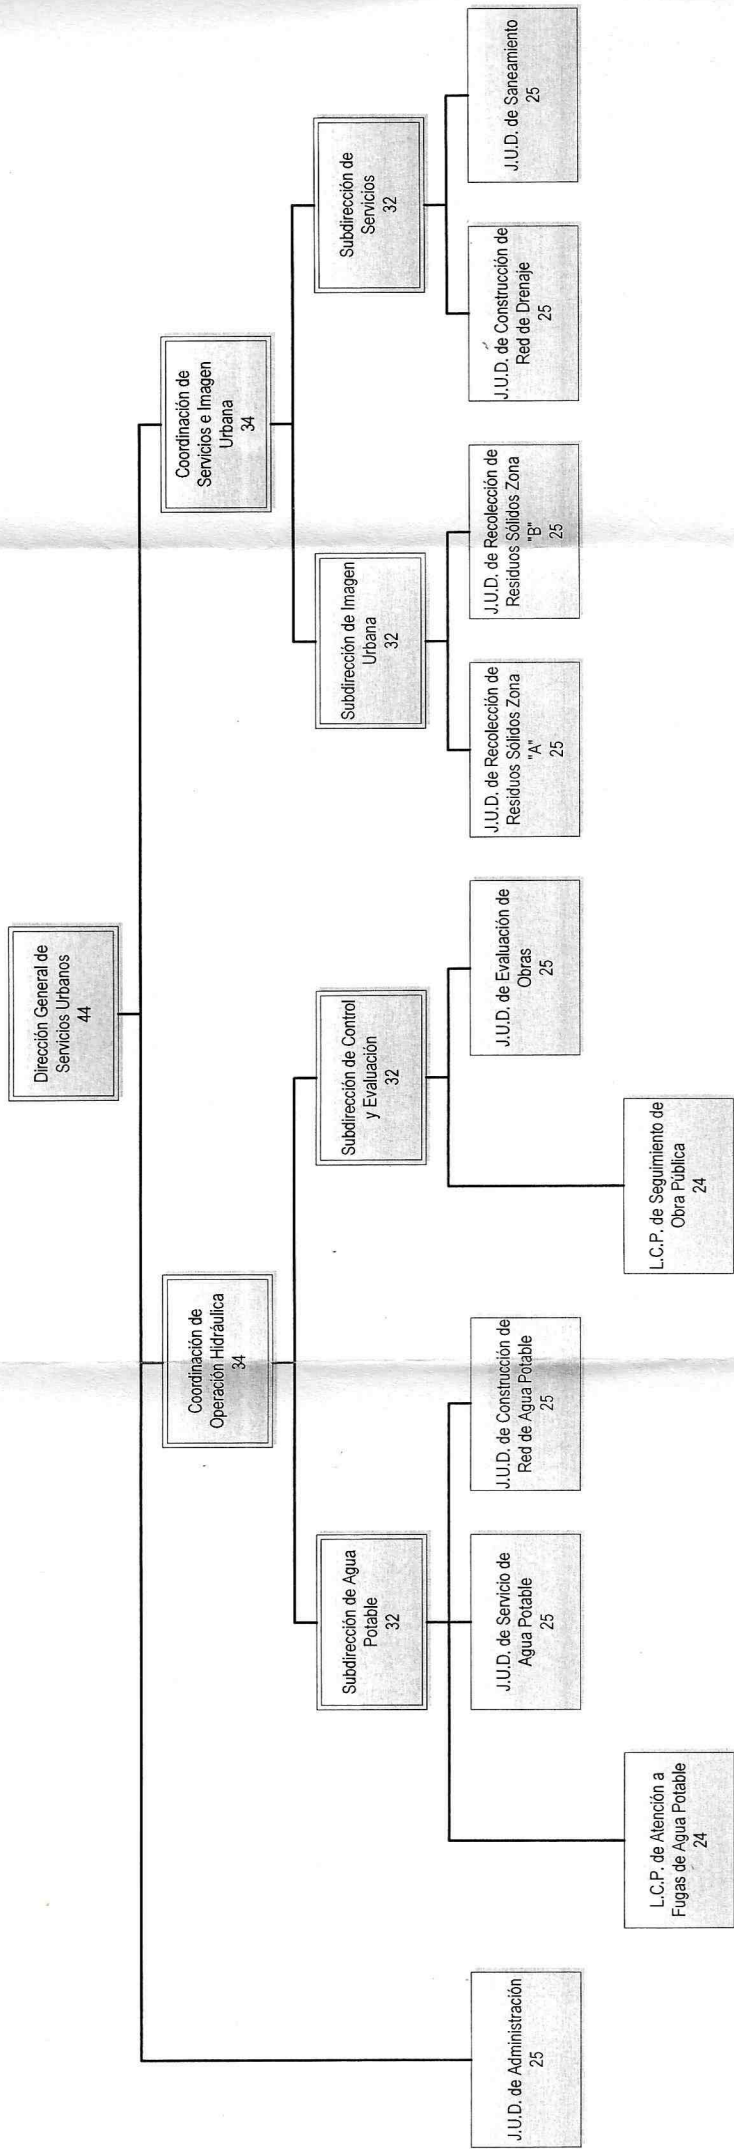 Dirección General de
Servicios Urbanos
44
Coordinación de
Operación Hidráulica
34
Coordinación de
Servicios e Imagen
Urbana
34
Subdirección de Agua
Potable
32
Subdirección de Control
y Evaluación
32
Subdirección de Imagen
Urbana
32
Subdirección de
Servicios
32
J.U.D. de Administración
25
J.U.D. de Servicio de
Agua Potable
25
J.U.D. de Construcción de
Red de Agua Potable
25
J.U.D. de Evaluación de
Obras
25
J.U.D. de Recolección de
Residuos Sólidos Zona
"A"
25
J.U.D. de Recolección de
Residuos Sólidos Zona
"B"
25
J.U.D. de Construcción de
Red de Drenaje
25
J.U.D. de Saneamiento
25
L.C.P. de Atención a
Fugas de Agua Potable
24
L.C.P. de Seguimiento de
Obra Pública
24